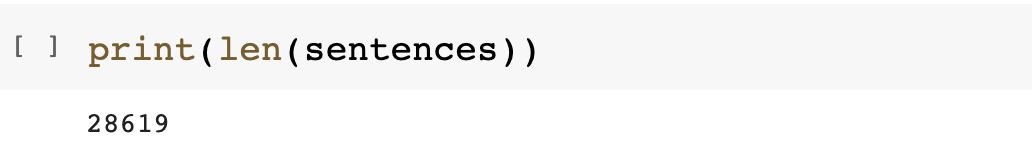 [ ] print(len(sentences))
28619